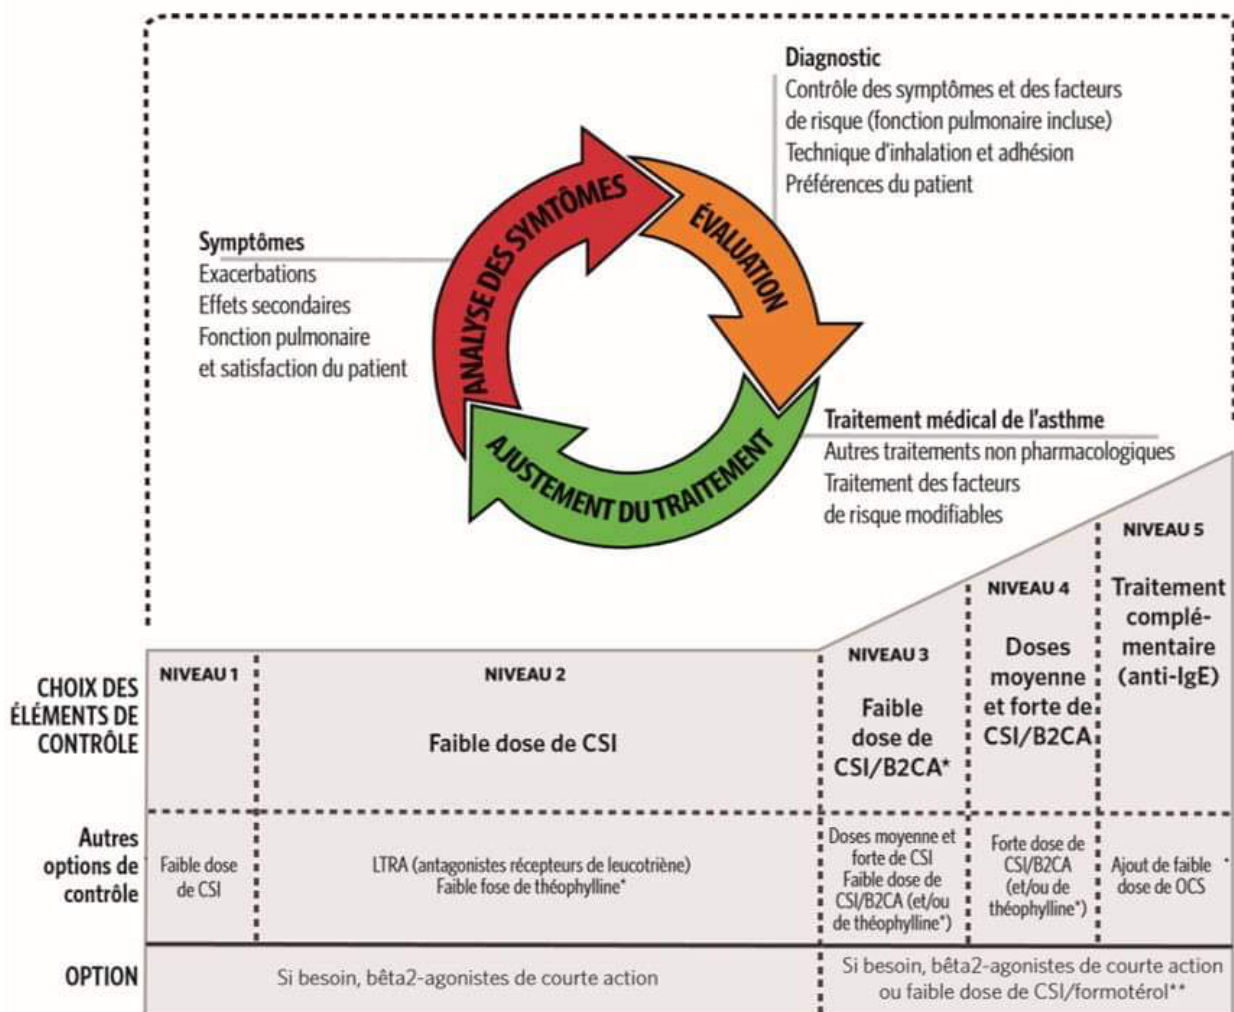 Diagnostic
Contrôle des symptômes et des facteurs
de risque (fonction pulmonaire incluse)
Technique d'inhalation et adhésion
Préférences du patient
ANALYSE DES SYMTÔMES
ÉVALUATION
Symptômes
Exacerbations
Effets secondaires
Fonction pulmonaire
et satisfaction du patient
AJUSTEMENT DU TRAITEMENT
Traitement médical de l'asthme
Autres traitements non pharmacologiques
Traitement des facteurs
de risque modifiables
CHOIX DES
ÉLÉMENTS DE
CONTRÔLE
NIVEAU 1
NIVEAU 2
Faible dose de CSI
NIVEAU 3
Faible
dose de
CSI/B2CA*
NIVEAU 4
Doses
moyenne
et forte de
CSI/B2CA
NIVEAU 5
Traitement
complé-
mentaire
(anti-IgE)
Autres
options de
contrôle
Faible dose
de CSI
LTRA (antagonistes récepteurs de leucotriène)
Faible fose de théophylline*
Doses moyenne et
forte de CSI
Faible dose de
CSI/B2CA (et/ou
de théophylline*)
Forte dose de
CSI/B2CA
(et/ou de
théophylline*)
Ajout de faible *
dose de OCS
OPTION
Si besoin, bêta2-agonistes de courte action
Si besoin, bêta2-agonistes de courte action
ou faible dose de CSI/formotérol**